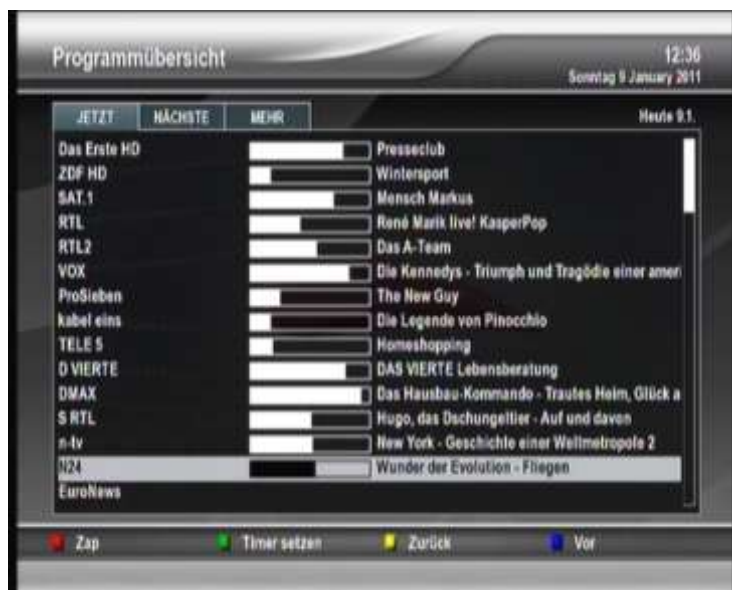 Programmübersicht
12:36
Sonntag 9 January 2011
JETZT NÄCHSTE MEHR Heute 9.1.
Das Erste HD Presseclub
ZDF HD Wintersport
SAT.1 Mensch Markus
RTL René Marik live! KasperPop
RTL2 Das A-Team
VOX Die Kennedys - Triumph und Tragödie einer ameri
ProSieben The New Guy
kabel eins Die Legende von Pinocchio
TELE 5 Homeshopping
D VIERTE DAS VIERTE Lebensberatung
DMAX Das Hausbau-Kommando - Trautes Heim, Glück a
S RTL Hugo, das Dschungeltier - Auf und davon
n-tv New York - Geschichte einer Weltmetropole 2
N24 Wunder der Evolution - Fliegen
EuroNews
Zap Timer setzen Zurück Vor